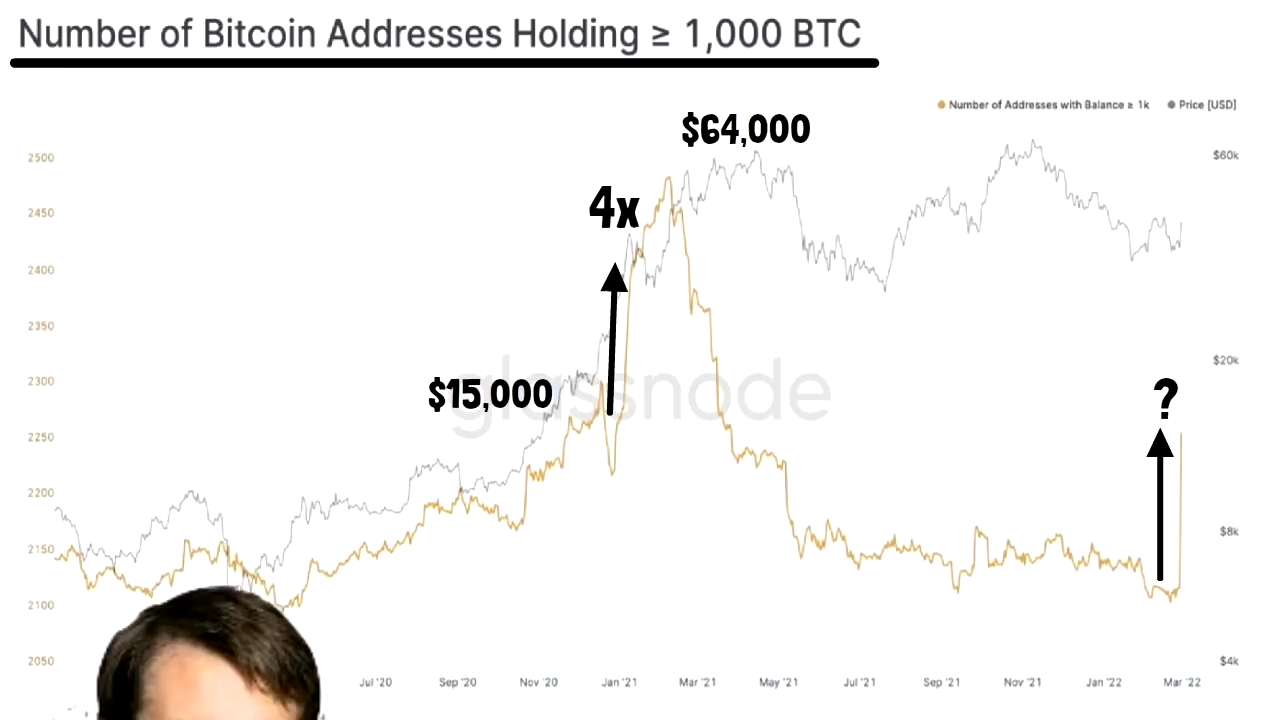 Number of Bitcoin Addresses Holding ≥ 1,000 BTC
Number of Addresses with Balance ≥ 1k Price [USD]
$64,000
2500 $60k
4x
2450
2400
2350
$20k
2300
$15,000
glassnode
?
2250
2200
$8k
2150
2100
2050 $4k
Jul '20 Sep '20 Nov '20 Jan '21 Mar '21 May '21 Jul '21 Sep '21 Nov '21 Jan '22 Mar '22